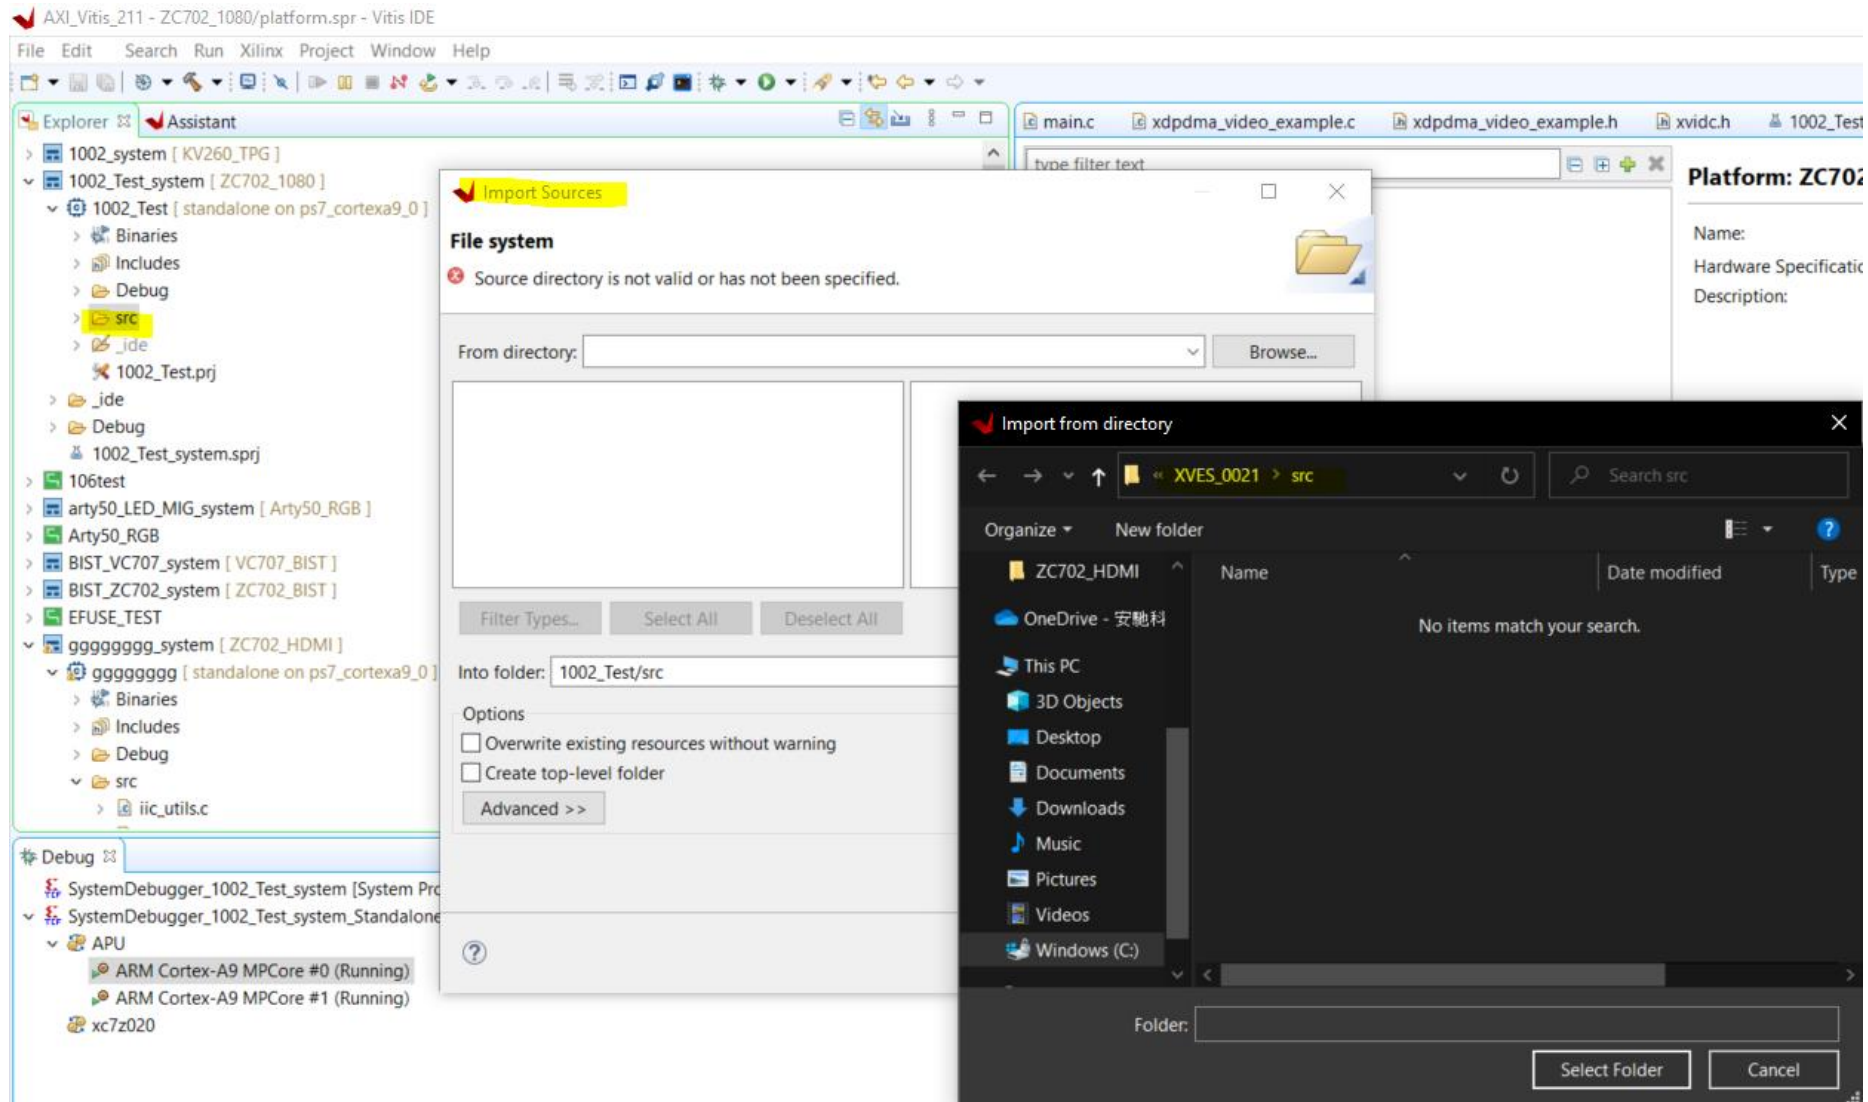 AXI_Vitis_211 - ZC702_1080/platform.spr - Vitis IDE
File Edit Search Run Xilinx Project Window Help
Explorer Assistant
1002_system [ KV260_TPG ]
1002_Test_system [ ZC702_1080 ]
1002_Test [ standalone on ps7_cortexa9_0 ]
Binaries
Includes
Debug
src
_ide
1002_Test.prj
_ide
Debug
1002_Test_system.sprj
106test
arty50_LED_MIG_system [ Arty50_RGB ]
Arty50_RGB
BIST_VC707_system [ VC707_BIST ]
BIST_ZC702_system [ ZC702_BIST ]
EFUSE_TEST
gggggggg_system [ ZC702_HDMI ]
gggggggg [ standalone on ps7_cortexa9_0 ]
Binaries
Includes
Debug
src
iic_utils.c
Debug
SystemDebugger_1002_Test_system [System Pro
SystemDebugger_1002_Test_system_Standalone
APU
ARM Cortex-A9 MPCore #0 (Running)
ARM Cortex-A9 MPCore #1 (Running)
xc7z020
main.c xdpdma_video_example.c xdpdma_video_example.h xvidc.h 1002_Test
type filter text
Platform: ZC702
Name:
Hardware Specificatic
Description:
Import Sources
File system
Source directory is not valid or has not been specified.
From directory: Browse...
Filter Types... Select All Deselect All
Into folder: 1002_Test/src
Options
Overwrite existing resources without warning
Create top-level folder
Advanced >>
Import from directory
« XVES_0021 > src Search src
Organize New folder
ZC702_HDMI
OneDrive - 安馳科
This PC
3D Objects
Desktop
Documents
Downloads
Music
Pictures
Videos
Windows (C:)
Name Date modified Type
No items match your search.
Folder:
Select Folder Cancel